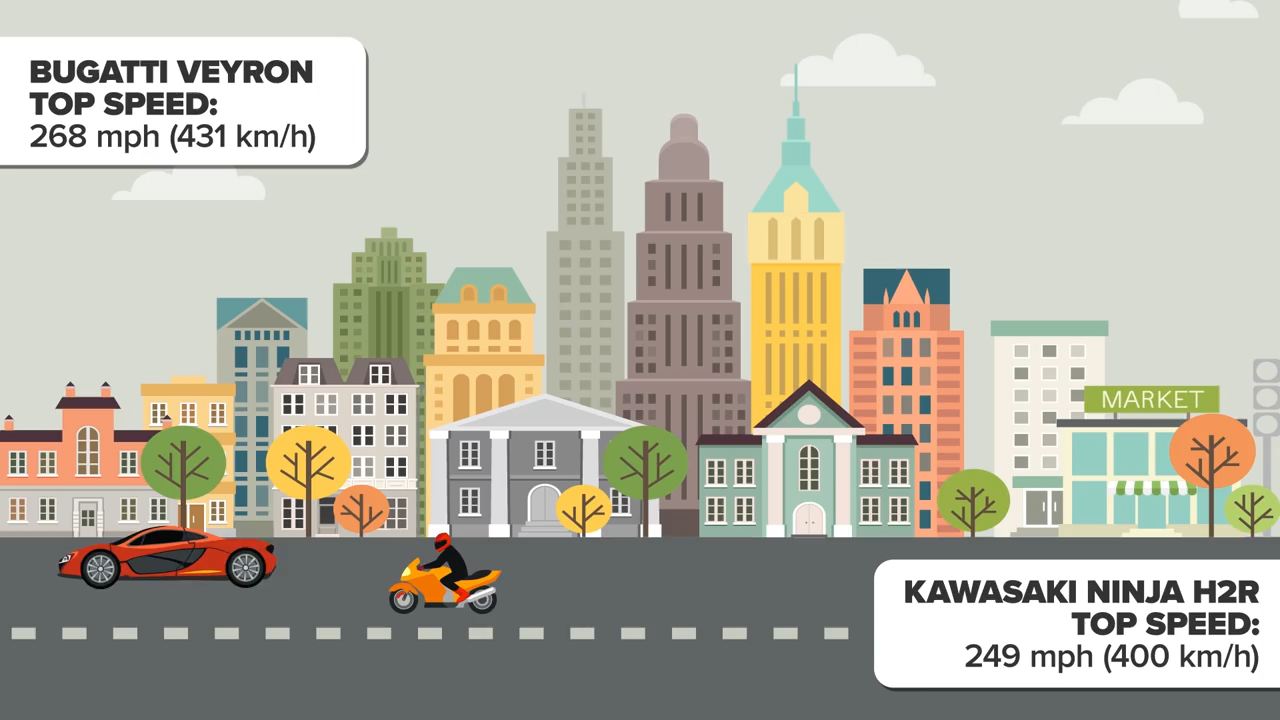 BUGATTI VEYRON
TOP SPEED:
268 mph (431 km/h)
MARKET
KAWASAKI NINJA H2R
TOP SPEED:
249 mph (400 km/h)